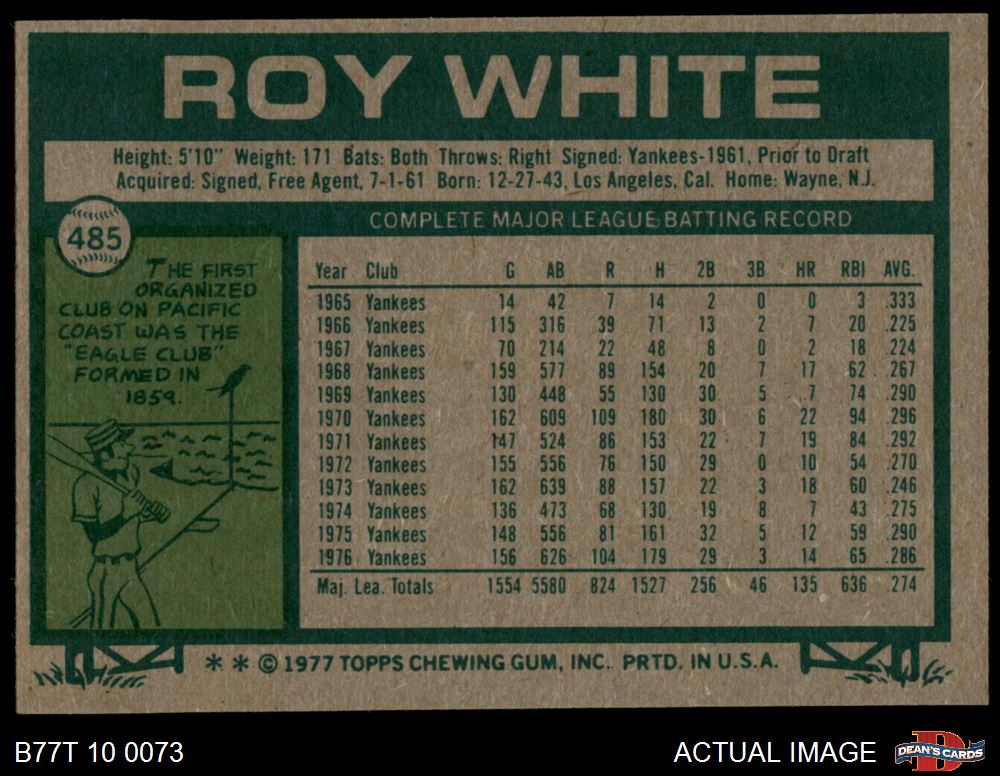 ROY WHITE
Height: 5'10" Weight: 171 Bats: Both Throws: Right Signed: Yankees-1961, Prior to Draft
Acquired: Signed, Free Agent, 7-1-61 Born: 12-27-43, Los Angeles, Cal. Home: Wayne, N.J.
485
THE FIRST
ORGANIZED
CLUB ON PACIFIC
COAST WAS THE
"EAGLE CLUB"
FORMED IN
1859.
COMPLETE MAJOR LEAGUE BATTING RECORD
Year Club G AB R H 2B 3B HR RBI AVG.
1965 Yankees 14 42 7 14 2 0 0 3 .333
1966 Yankees 115 316 39 71 13 2 7 20 .225
1967 Yankees 70 214 22 48 8 0 2 18 .224
1968 Yankees 159 577 89 154 20 7 17 62 .267
1969 Yankees 130 448 55 130 30 5 7 74 .290
1970 Yankees 162 609 109 180 30 6 22 94 .296
1971 Yankees 147 524 86 153 22 7 19 84 .292
1972 Yankees 155 556 76 150 29 0 10 54 .270
1973 Yankees 162 639 88 157 22 3 18 60 .246
1974 Yankees 136 473 68 130 19 8 7 43 .275
1975 Yankees 148 556 81 161 32 5 12 59 .290
1976 Yankees 156 626 104 179 29 3 14 65 .286
Maj. Lea. Totals 1554 5580 824 1527 256 46 135 636 .274
* * © 1977 TOPPS CHEWING GUM, INC. PRTD. IN U.S.A.
B77T 10 0073
ACTUAL IMAGE
D
DEAN'S CARDS